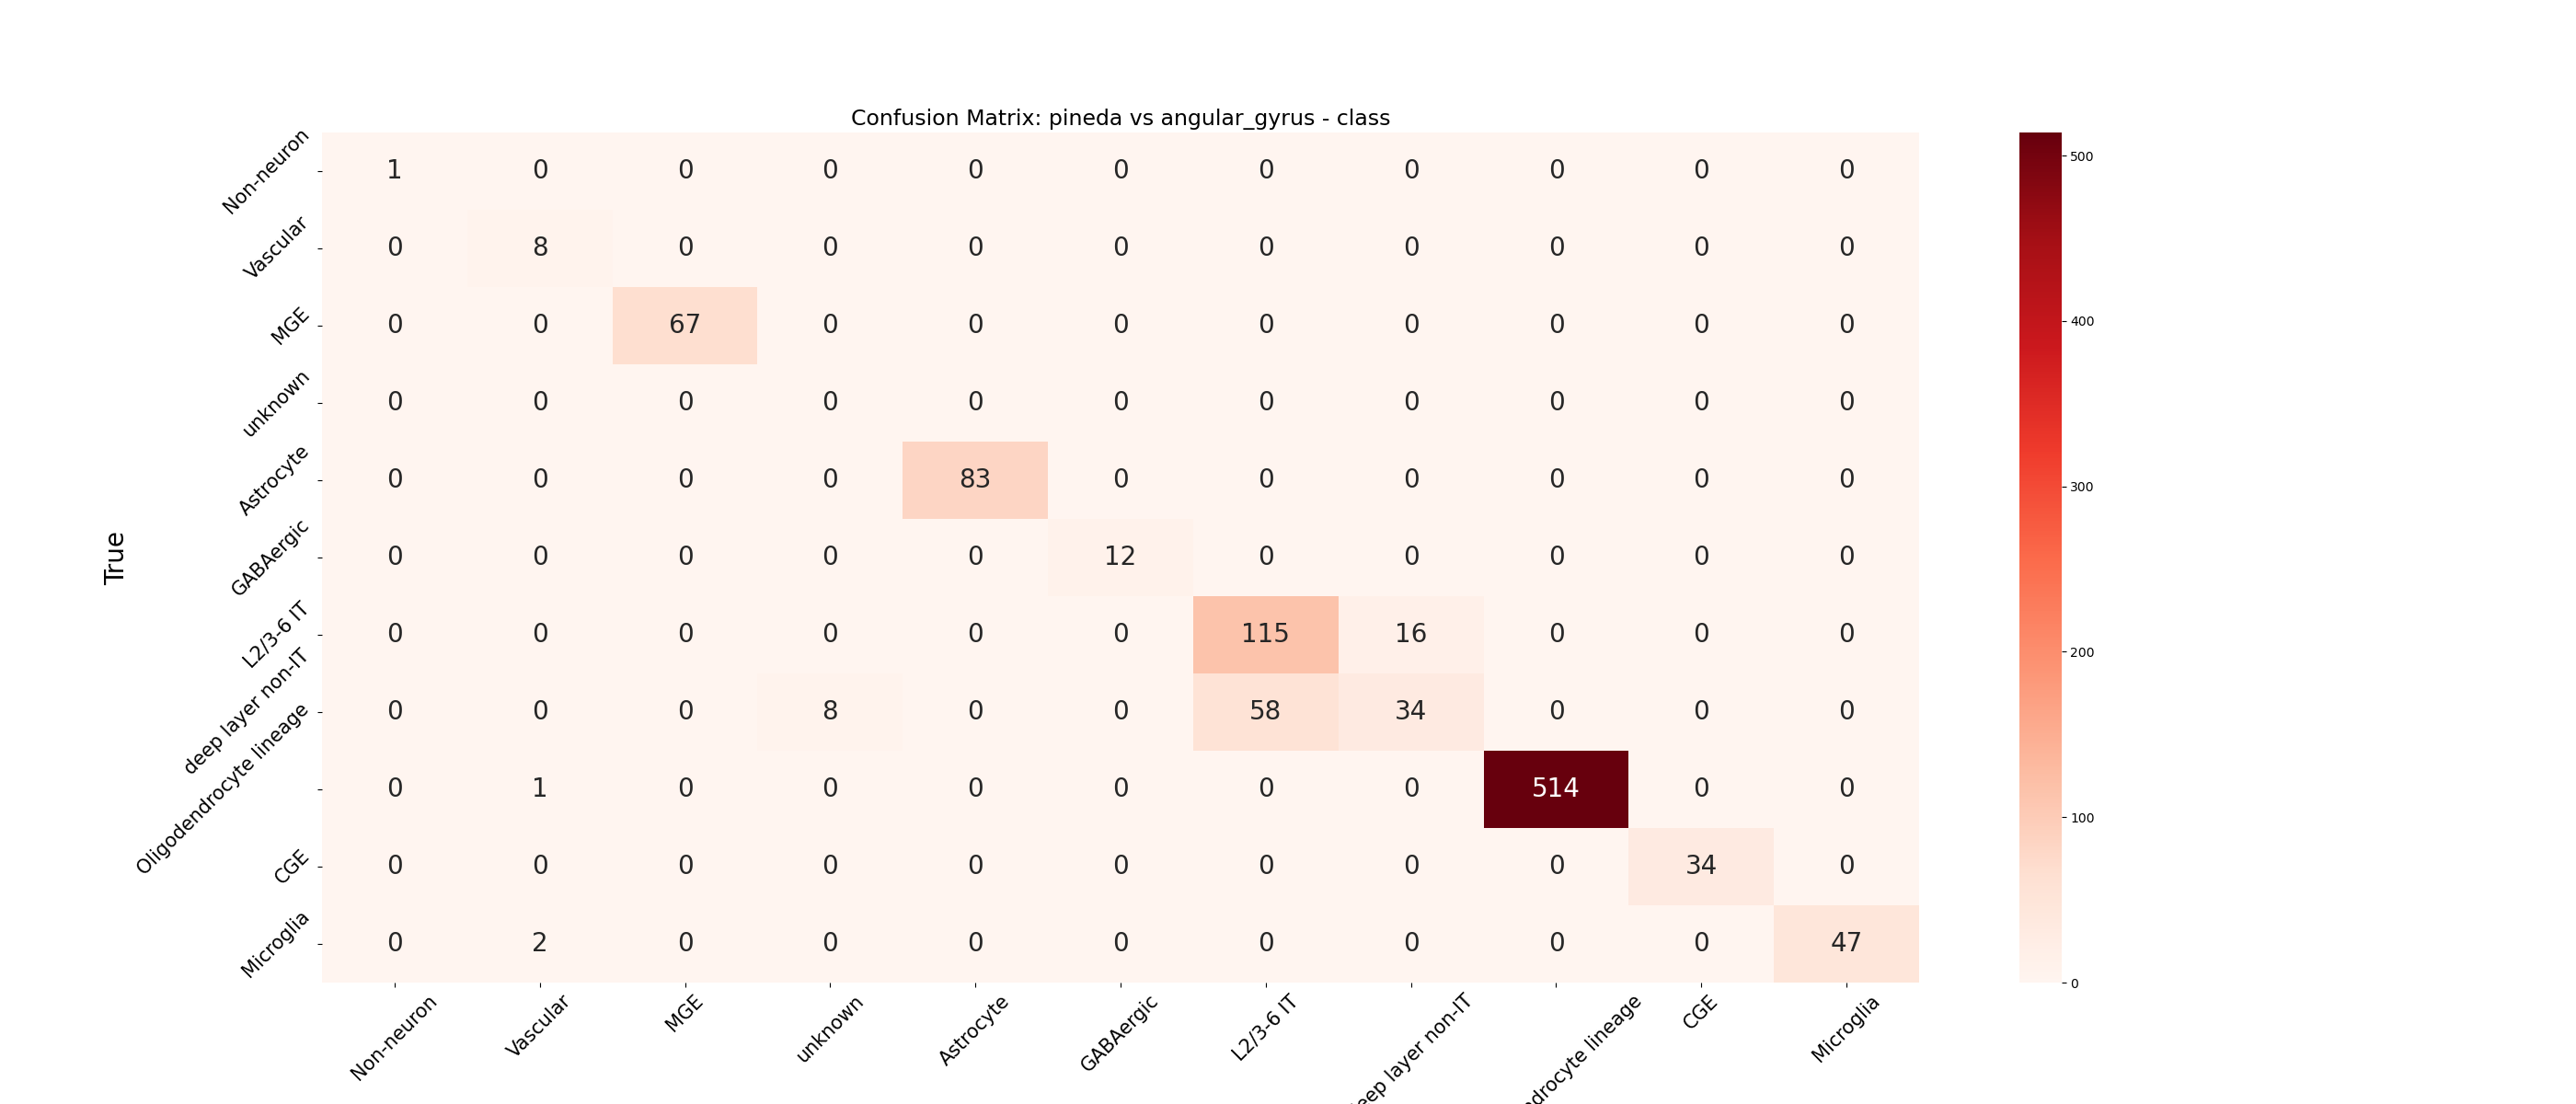 Confusion Matrix: pineda vs angular_gyrus - class
True
Non-neuron 1 0 0 0 0 0 0 0 0 0 0
Vascular 0 8 0 0 0 0 0 0 0 0 0
MGE 0 0 67 0 0 0 0 0 0 0 0
unknown 0 0 0 0 0 0 0 0 0 0 0
Astrocyte 0 0 0 0 83 0 0 0 0 0 0
GABAergic 0 0 0 0 0 12 0 0 0 0 0
L2/3-6 IT 0 0 0 0 0 0 115 16 0 0 0
deep layer non-IT 0 0 0 8 0 0 58 34 0 0 0
Oligodendrocyte lineage 0 1 0 0 0 0 0 0 514 0 0
CGE 0 0 0 0 0 0 0 0 0 34 0
Microglia 0 2 0 0 0 0 0 0 0 0 47
Non-neuron Vascular MGE unknown Astrocyte GABAergic L2/3-6 IT layer non-IT lineage CGE Microglia
500
400
300
200
100
0